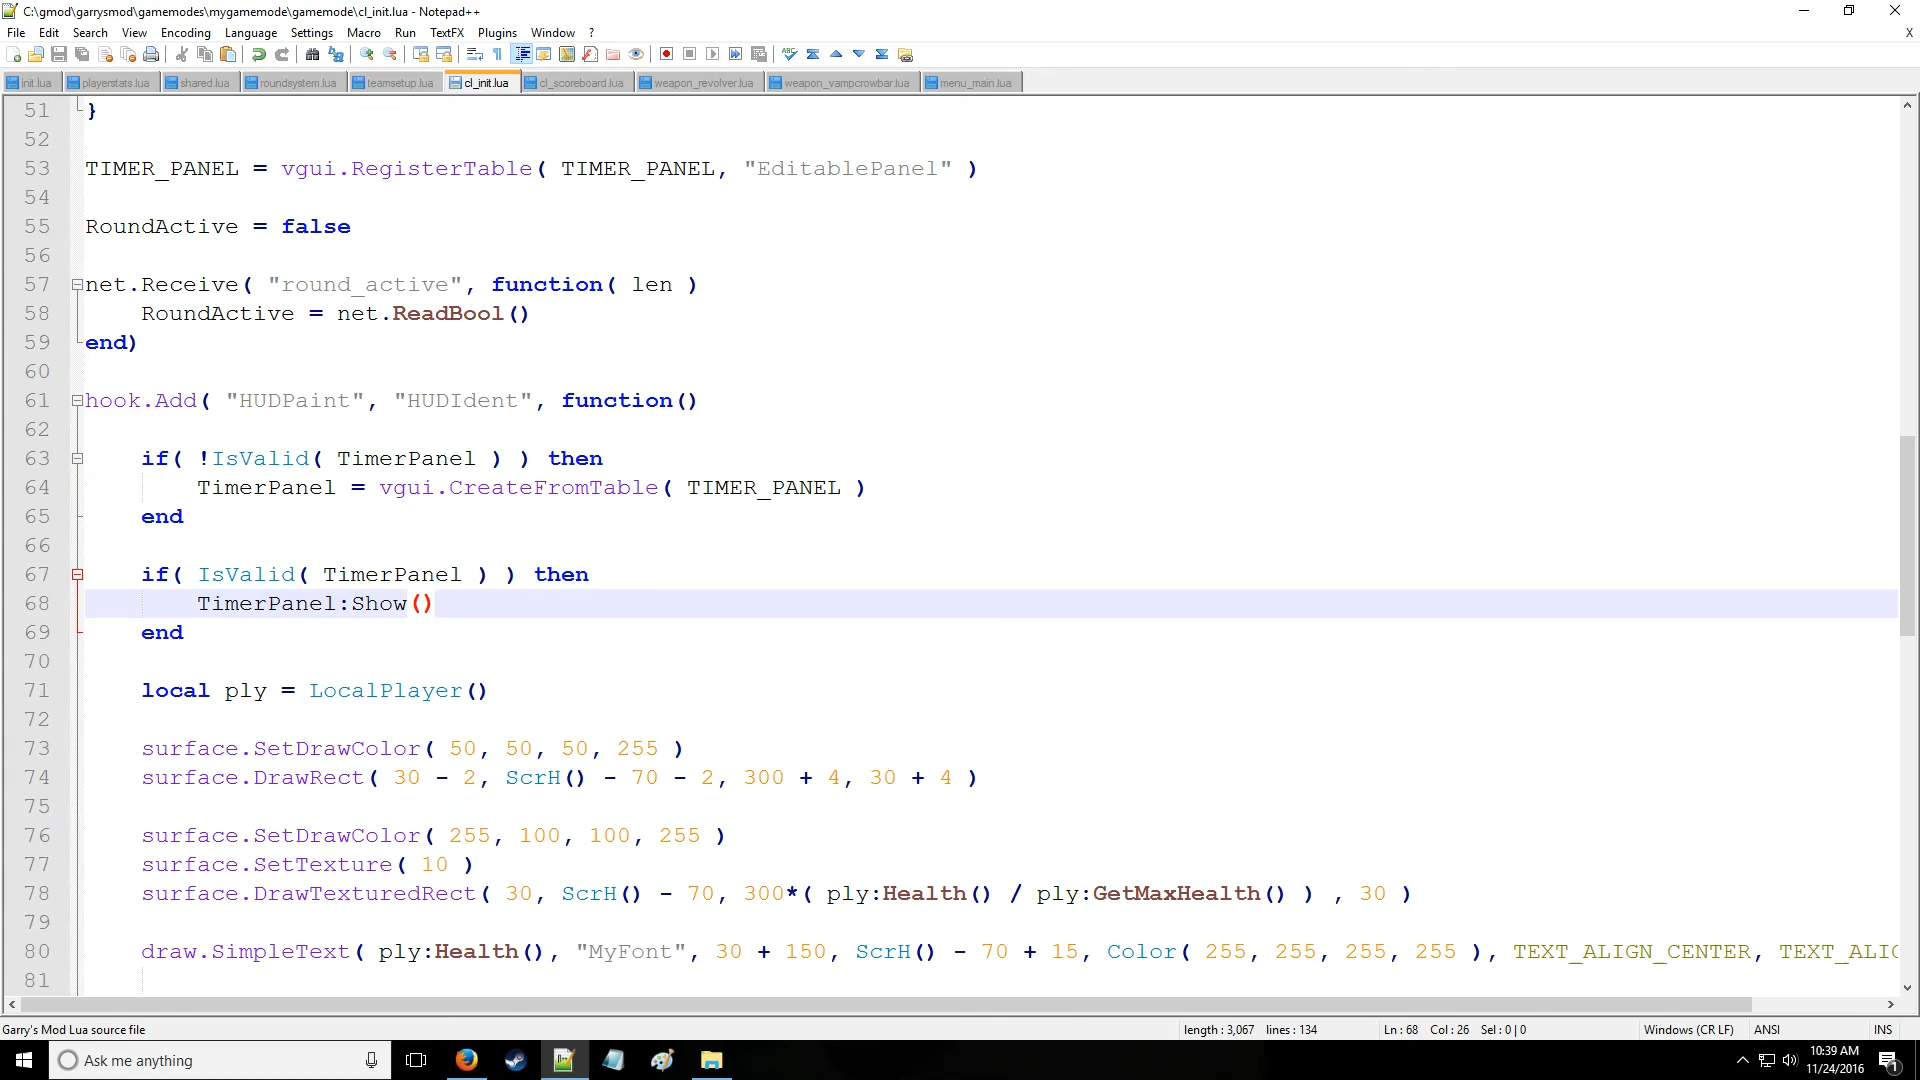 C:\gmod\garrysmod\gamemodes\mygamemode\gamemode\cl_init.lua - Notepad++
File Edit Search View Encoding Language Settings Macro Run TextFX Plugins Window ? X
init.lua playerstats.lua shared.lua roundsystem.lua teamsetup.lua cl_init.lua cl_scoreboard.lua weapon_revolver.lua weapon_vampcrowbar.lua menu_main.lua
51 }
52
53 TIMER_PANEL = vgui.RegisterTable( TIMER_PANEL, "EditablePanel" )
54
55 RoundActive = false
56
57 net.Receive( "round_active", function( len )
58 RoundActive = net.ReadBool()
59 end)
60
61 hook.Add( "HUDPaint", "HUDIdent", function()
62
63 if( !IsValid( TimerPanel ) ) then
64 TimerPanel = vgui.CreateFromTable( TIMER_PANEL )
65 end
66
67 if( IsValid( TimerPanel ) ) then
68 TimerPanel:Show()
69 end
70
71 local ply = LocalPlayer()
72
73 surface.SetDrawColor( 50, 50, 50, 255 )
74 surface.DrawRect( 30 - 2, ScrH() - 70 - 2, 300 + 4, 30 + 4 )
75
76 surface.SetDrawColor( 255, 100, 100, 255 )
77 surface.SetTexture( 10 )
78 surface.DrawTexturedRect( 30, ScrH() - 70, 300*( ply:Health() / ply:GetMaxHealth() ) , 30 )
79
80 draw.SimpleText( ply:Health(), "MyFont", 30 + 150, ScrH() - 70 + 15, Color( 255, 255, 255, 255 ), TEXT_ALIGN_CENTER, TEXT_ALIG
81
Garry's Mod Lua source file length : 3,067 lines : 134 Ln : 68 Col : 26 Sel : 0 | 0 Windows (CR LF) ANSI INS
Ask me anything
10:39 AM
11/24/2016
1